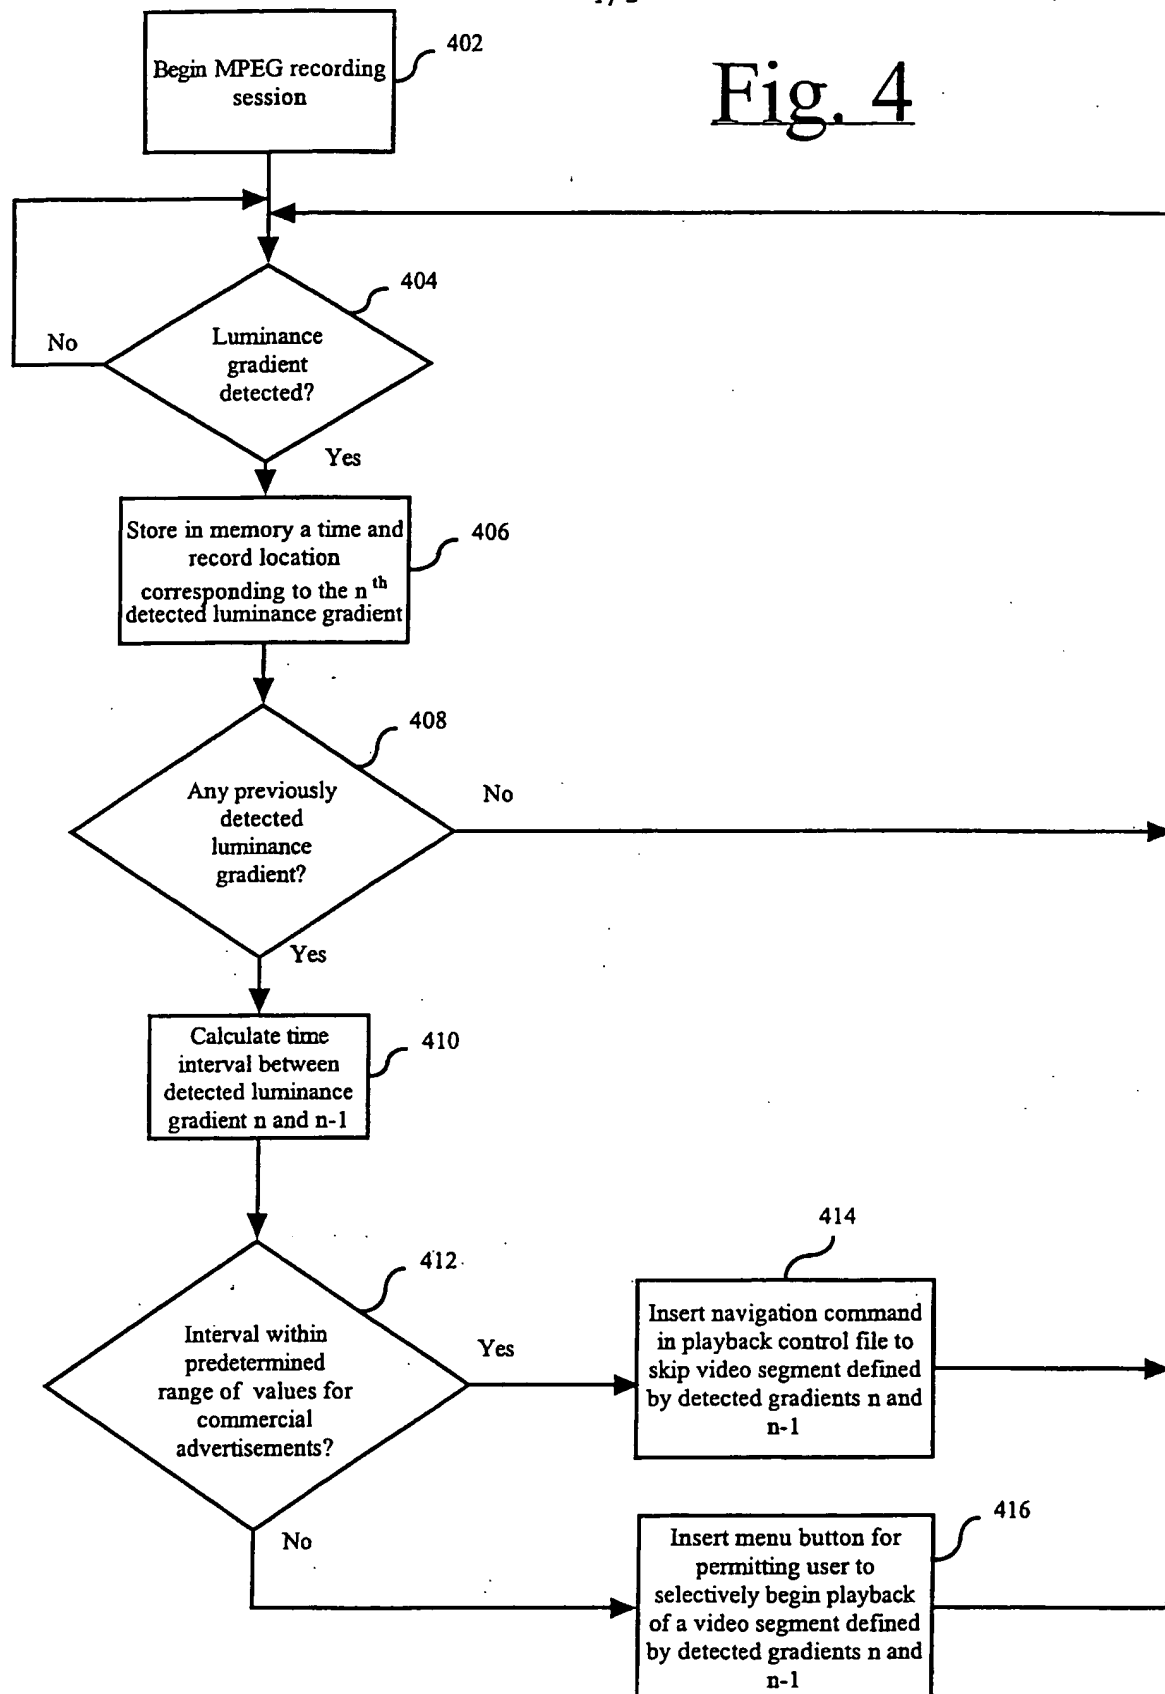 402
Begin MPEG recording
session
Fig. 4
404
Luminance
gradient
detected?
No
Yes
Store in memory a time and
record location
corresponding to the n th
detected luminance gradient
406
408
Any previously
detected
luminance
gradient?
No
Yes
Calculate time
interval between
detected luminance
gradient n and n-1
410
412
Interval within
predetermined
range of values for
commercial
advertisements?
Yes
No
414
Insert navigation command
in playback control file to
skip video segment defined
by detected gradients n and
n-1
416
Insert menu button for
permitting user to
selectively begin playback
of a video segment defined
by detected gradients n and
n-1